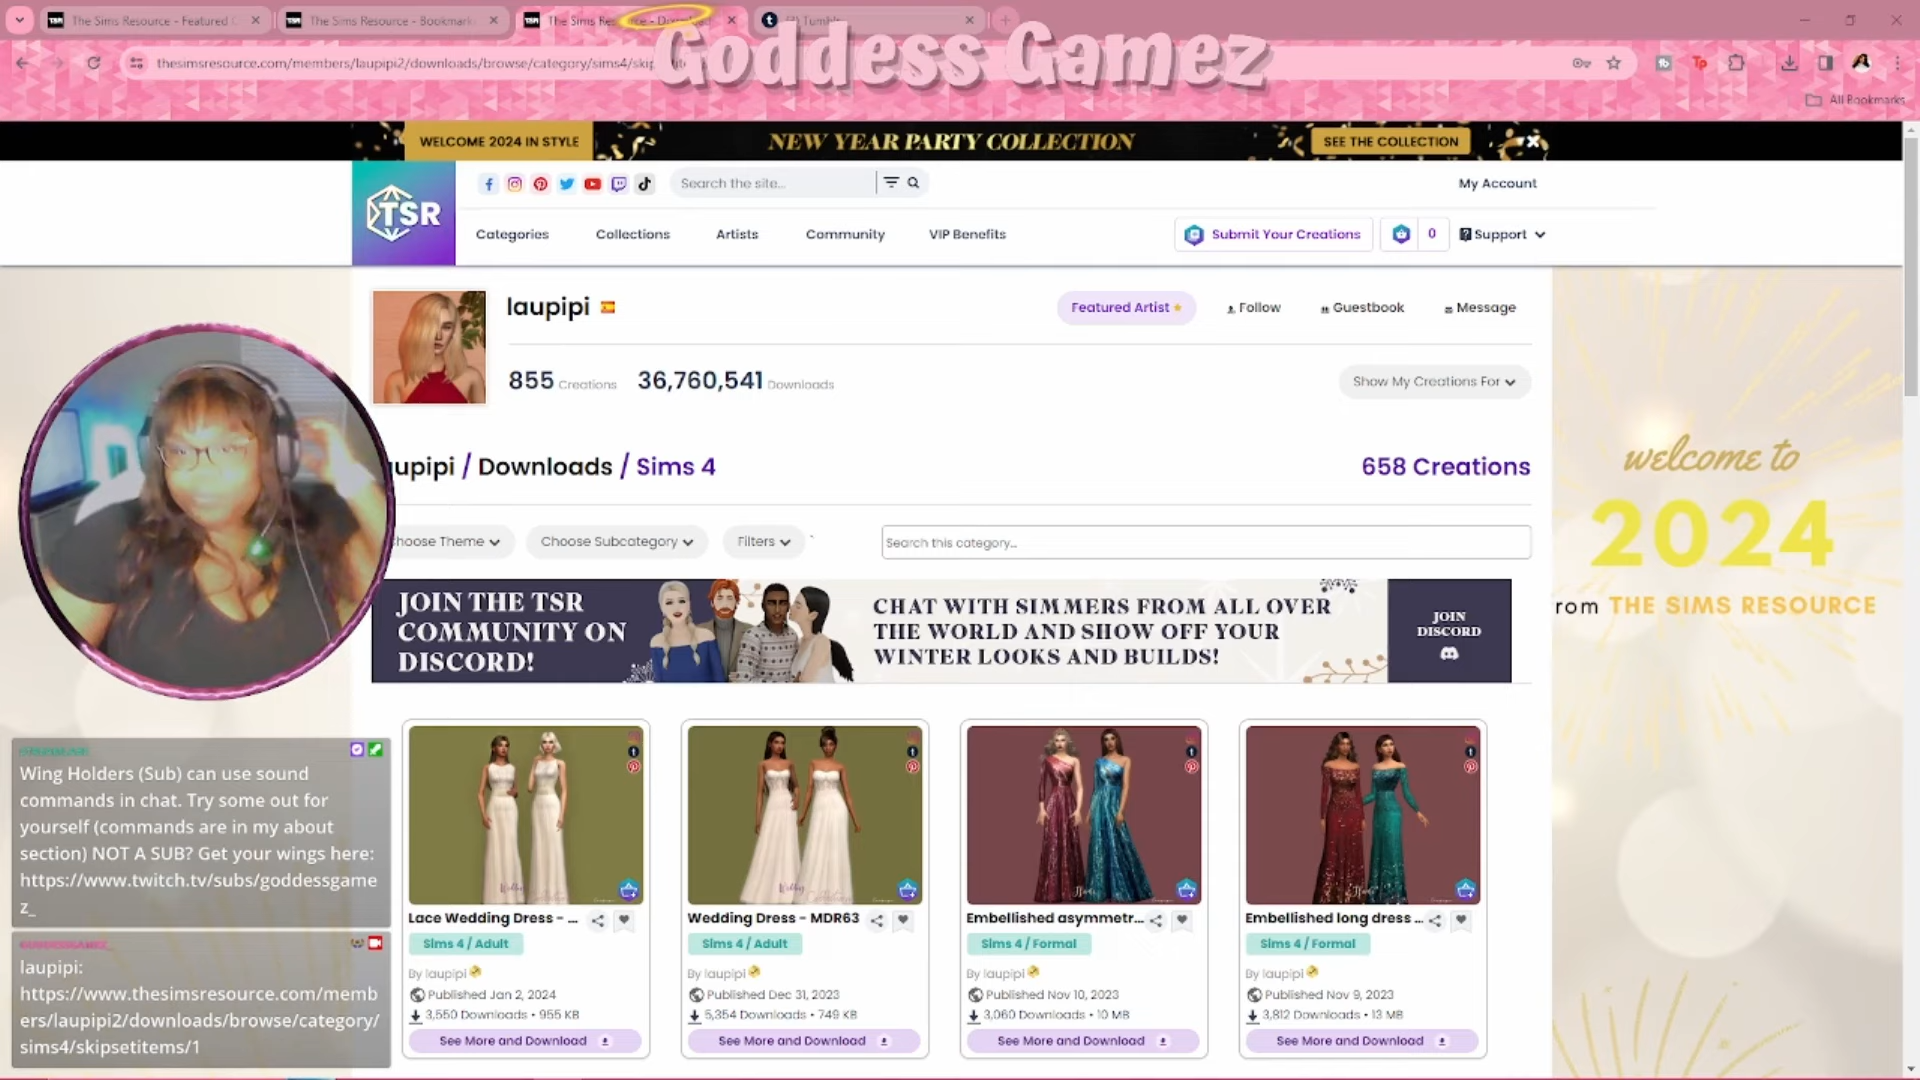 The Sims Resource - Featured C
The Sims Resource - Bookmark
The Sims Res
Goddess Gamez
thesimsresource.com/members/laupipi2/downloads/browse/category/sims4/skip
Tp
All Bookmarks
WELCOME 2024 IN STYLE
NEW YEAR PARTY COLLECTION
SEE THE COLLECTION
TSR
Search the site...
My Account
Categories
Collections
Artists
Community
VIP Benefits
Submit Your Creations
0
Support
laupipi
Featured Artist
Follow
Guestbook
Message
855 Creations
36,760,541 Downloads
Show My Creations For
upipi / Downloads / Sims 4
658 Creations
hoose Theme
Choose Subcategory
Filters
Search this category...
JOIN THE TSR
COMMUNITY ON
DISCORD!
CHAT WITH SIMMERS FROM ALL OVER
THE WORLD AND SHOW OFF YOUR
WINTER LOOKS AND BUILDS!
JOIN
DISCORD
welcome to
2024
rom THE SIMS RESOURCE
Lace Wedding Dress - ...
Sims 4 / Adult
By laupipi
Published Jan 2, 2024
3,550 Downloads • 955 KB
See More and Download
Wedding Dress - MDR63
Sims 4 / Adult
By laupipi
Published Dec 31, 2023
5,354 Downloads • 749 KB
See More and Download
Embellished asymmetr...
Sims 4 / Formal
By laupipi
Published Nov 10, 2023
3,060 Downloads • 10 MB
See More and Download
Embellished long dress ...
Sims 4 / Formal
By laupipi
Published Nov 9, 2023
3,812 Downloads • 13 MB
See More and Download
Wing Holders (Sub) can use sound
commands in chat. Try some out for
yourself (commands are in my about
section) NOT A SUB? Get your wings here:
https://www.twitch.tv/subs/goddessgame
z_
laupipi:
https://www.thesimsresource.com/memb
ers/laupipi2/downloads/browse/category/
sims4/skipsetitems/1